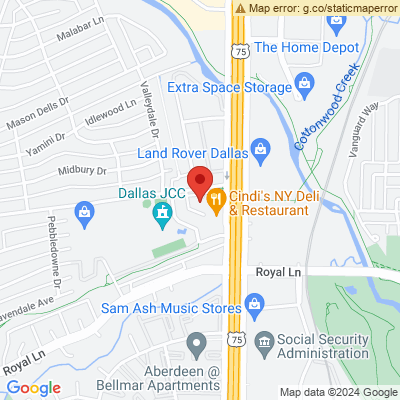 Map error: g.co/staticmaperror
Malabar Ln
75
The Home Depot
Valleydale Dr
Extra Space Storage
Cottonwood Creek
Vanguard Way
Mason Dells Dr
Idlewood Ln
Yamini Dr
Land Rover Dallas
Midbury Dr
Dallas JCC
Cindi's NY Deli
& Restaurant
Pebbledowne Dr
Royal Ln
avendale Ave
Sam Ash Music Stores
75
Social Security
Administration
Royal Ln
Aberdeen @
Bellmar Apartments
Google
Map data ©2024 Google